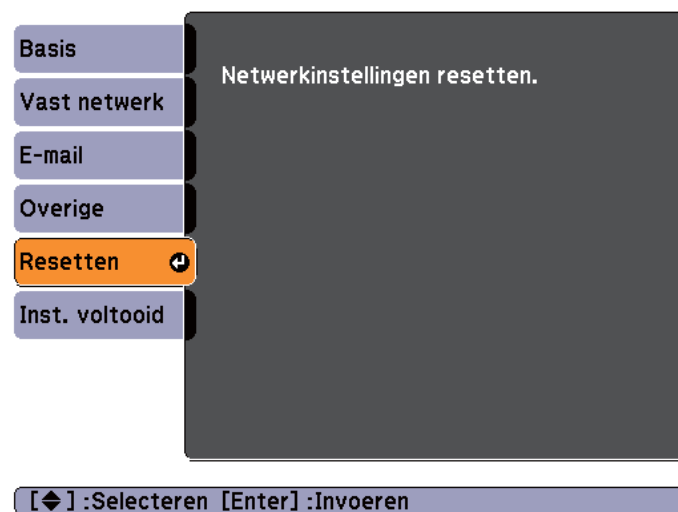 Basis
Vast netwerk
E-mail
Overige
Resetten
Inst. voltooid
Netwerkinstellingen resetten.
[◆] :Selecteren [Enter] :Invoeren